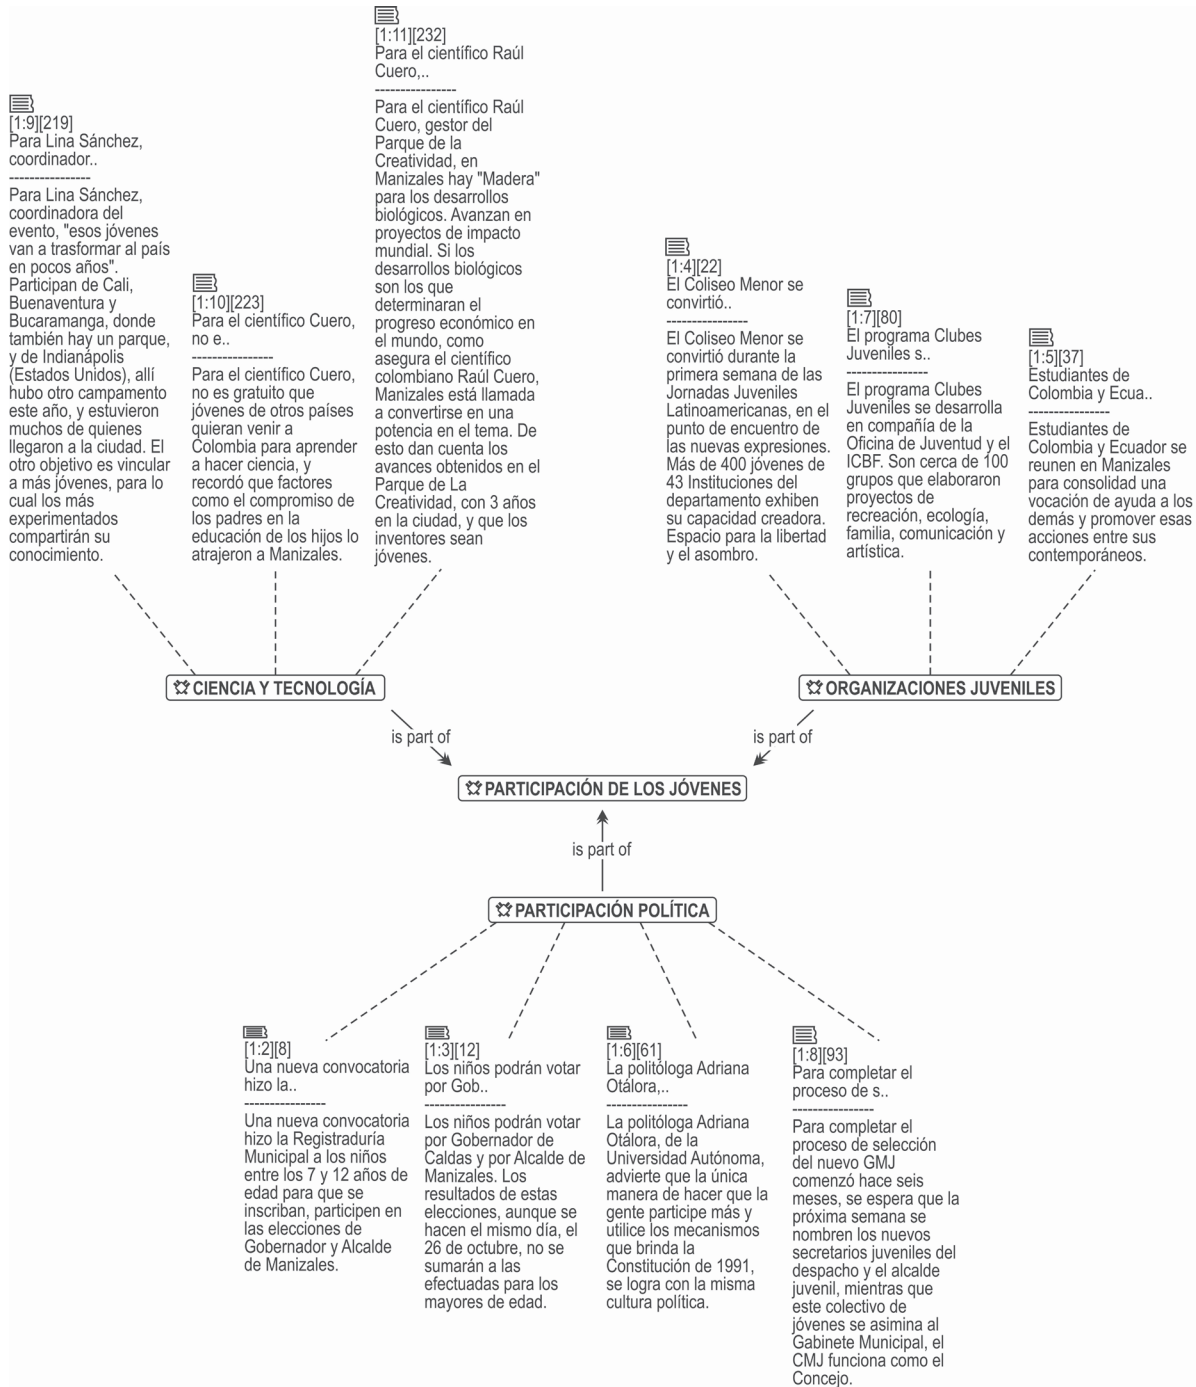 [1:9][219]
Para Lina Sánchez,
coordinador..
----------------
Para Lina Sánchez,
coordinadora del
evento, "esos jóvenes
van a trasformar al país
en pocos años".
Participan de Cali,
Buenaventura y
Bucaramanga, donde
también hay un parque,
y de Indianápolis
(Estados Unidos), allí
hubo otro campamento
este año, y estuvieron
muchos de quienes
llegaron a la ciudad. El
otro objetivo es vincular
a más jóvenes, para lo
cual los más
experimentados
compartirán su
conocimiento.
[1:10][223]
Para el científico Cuero,
no e..
----------------
Para el científico Cuero,
no es gratuito que
jóvenes de otros países
quieran venir a
Colombia para aprender
a hacer ciencia, y
recordó que factores
como el compromiso de
los padres en la
educación de los hijos lo
atrajeron a Manizales.
[1:11][232]
Para el científico Raúl
Cuero,..
----------------
Para el científico Raúl
Cuero, gestor del
Parque de la
Creatividad, en
Manizales hay "Madera"
para los desarrollos
biológicos. Avanzan en
proyectos de impacto
mundial. Si los
desarrollos biológicos
son los que
determinaran el
progreso económico en
el mundo, como
asegura el científico
colombiano Raúl Cuero,
Manizales está llamada
a convertirse en una
potencia en el tema. De
esto dan cuenta los
avances obtenidos en el
Parque de La
Creatividad, con 3 años
en la ciudad, y que los
inventores sean
jóvenes.
[1:4][22]
El Coliseo Menor se
convirtió..
----------------
El Coliseo Menor se
convirtió durante la
primera semana de las
Jornadas Juveniles
Latinoamericanas, en el
punto de encuentro de
las nuevas expresiones.
Más de 400 jóvenes de
43 Instituciones del
departamento exhiben
su capacidad creadora.
Espacio para la libertad
y el asombro.
[1:7][80]
El programa Clubes
Juveniles s..
----------------
El programa Clubes
Juveniles se desarrolla
en compañía de la
Oficina de Juventud y el
ICBF. Son cerca de 100
grupos que elaboraron
proyectos de
recreación, ecología,
familia, comunicación y
artística.
[1:5][37]
Estudiantes de
Colombia y Ecua..
----------------
Estudiantes de
Colombia y Ecuador se
reunen en Manizales
para consolidad una
vocación de ayuda a los
demás y promover esas
acciones entre sus
contemporáneos.
CIENCIA Y TECNOLOGÍA
ORGANIZACIONES JUVENILES
is part of
is part of
PARTICIPACIÓN DE LOS JÓVENES
is part of
PARTICIPACIÓN POLÍTICA
[1:2][8]
Una nueva convocatoria
hizo la..
----------------
Una nueva convocatoria
hizo la Registraduría
Municipal a los niños
entre los 7 y 12 años de
edad para que se
inscriban, participen en
las elecciones de
Gobernador y Alcalde
de Manizales.
[1:3][12]
Los niños podrán votar
por Gob..
----------------
Los niños podrán votar
por Gobernador de
Caldas y por Alcalde de
Manizales. Los
resultados de estas
elecciones, aunque se
hacen el mismo día, el
26 de octubre, no se
sumarán a las
efectuadas para los
mayores de edad.
[1:6][61]
La politóloga Adriana
Otálora,..
----------------
La politóloga Adriana
Otálora, de la
Universidad Autónoma,
advierte que la única
manera de hacer que la
gente participe más y
utilice los mecanismos
que brinda la
Constitución de 1991,
se logra con la misma
cultura política.
[1:8][93]
Para completar el
proceso de s..
----------------
Para completar el
proceso de selección
del nuevo GMJ
comenzó hace seis
meses, se espera que la
próxima semana se
nombren los nuevos
secretarios juveniles del
despacho y el alcalde
juvenil, mientras que
este colectivo de
jóvenes se asimina al
Gabinete Municipal, el
CMJ funciona como el
Concejo.